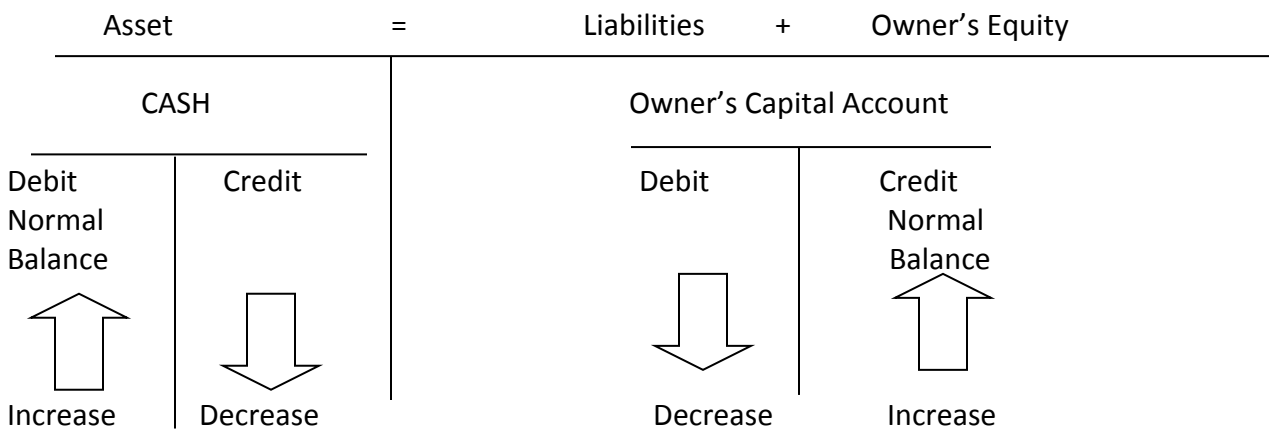 Asset = Liabilities + Owner’s Equity
CASH Owner’s Capital Account
Debit Credit Debit Credit
Normal Normal
Balance Balance
Increase Decrease Decrease Increase